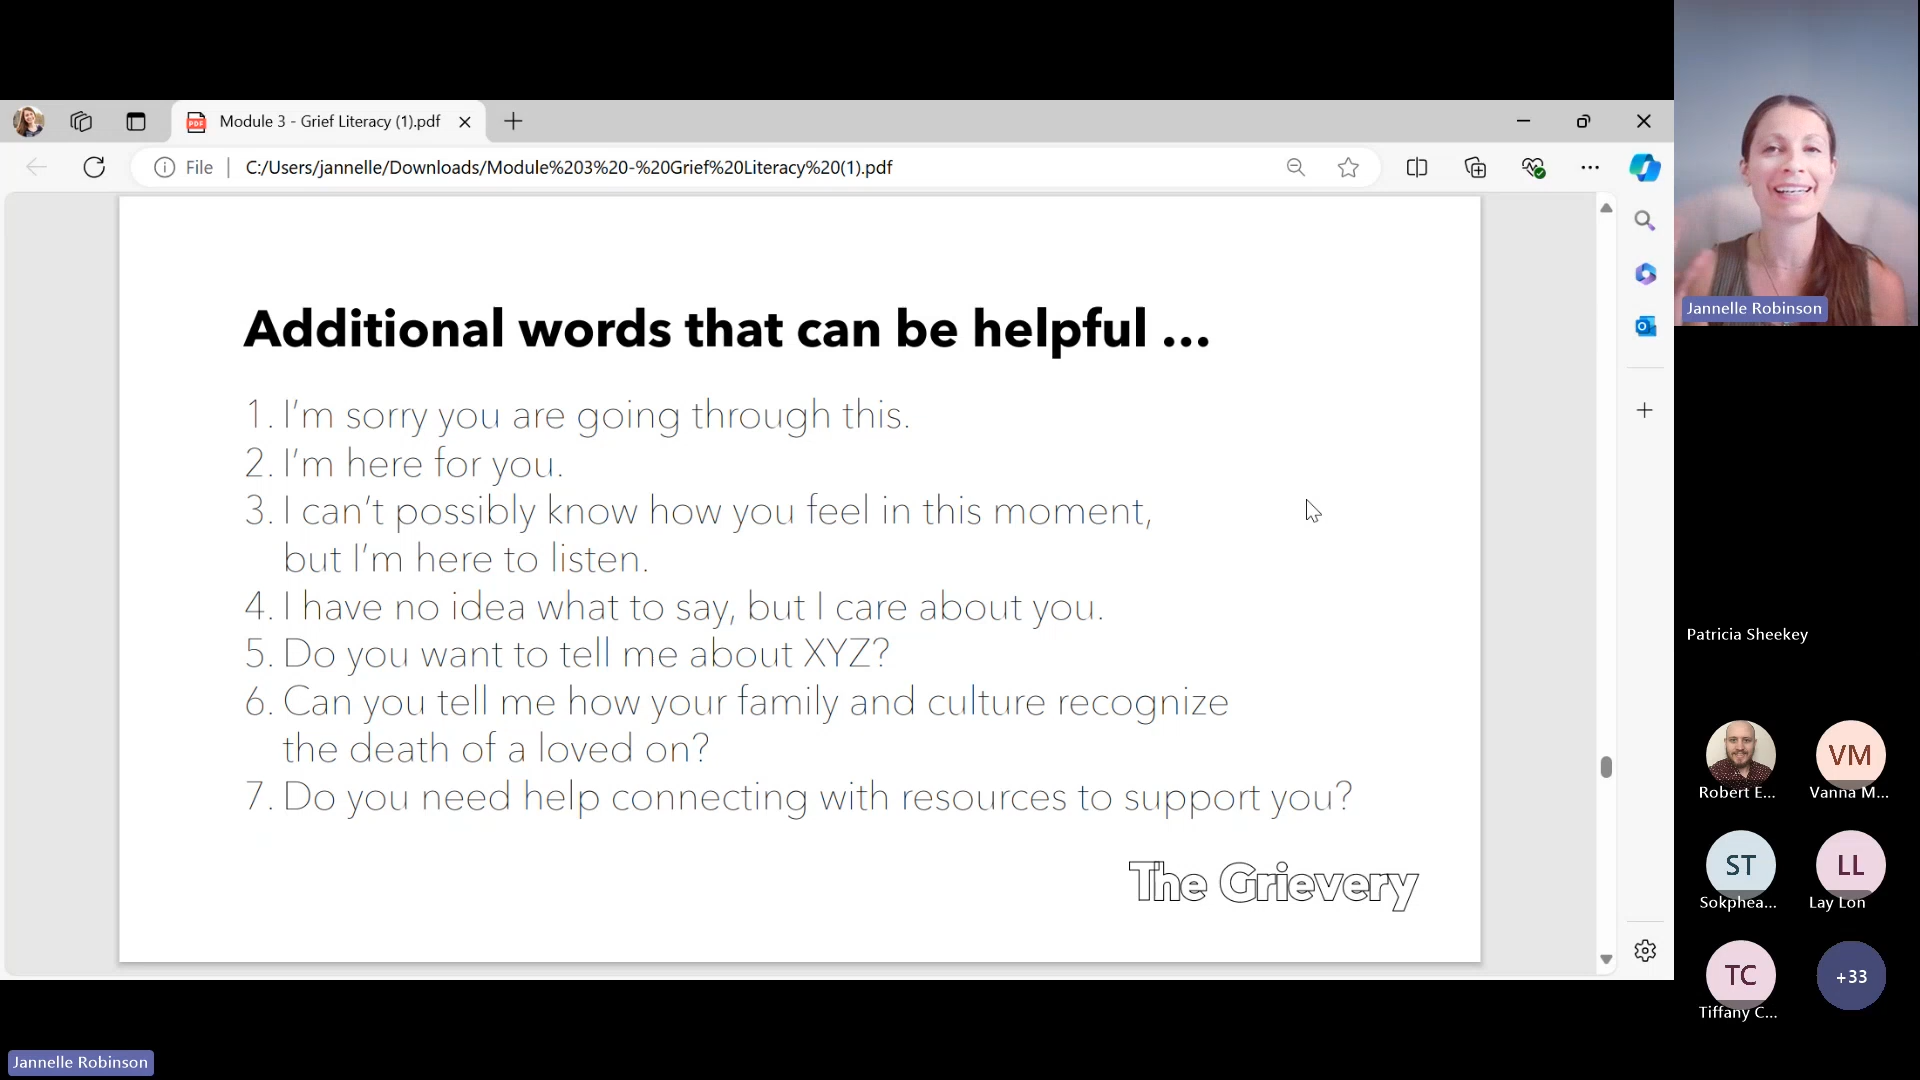 Module 3 - Grief Literacy (1).pdf
File
C:/Users/jannelle/Downloads/Module%203%20-%20Grief%20Literacy%20(1).pdf
Additional words that can be helpful ...
1. I’m sorry you are going through this.
2. I’m here for you.
3. I can’t possibly know how you feel in this moment,
but I’m here to listen.
4. I have no idea what to say, but I care about you.
5. Do you want to tell me about XYZ?
6. Can you tell me how your family and culture recognize
the death of a loved on?
7. Do you need help connecting with resources to support you?
The Grievery
Jannelle Robinson
Patricia Sheekey
Robert E...
VM
Vanna M...
ST
Sokphea...
LL
Lay Lon
TC
Tiffany C...
+33
Jannelle Robinson